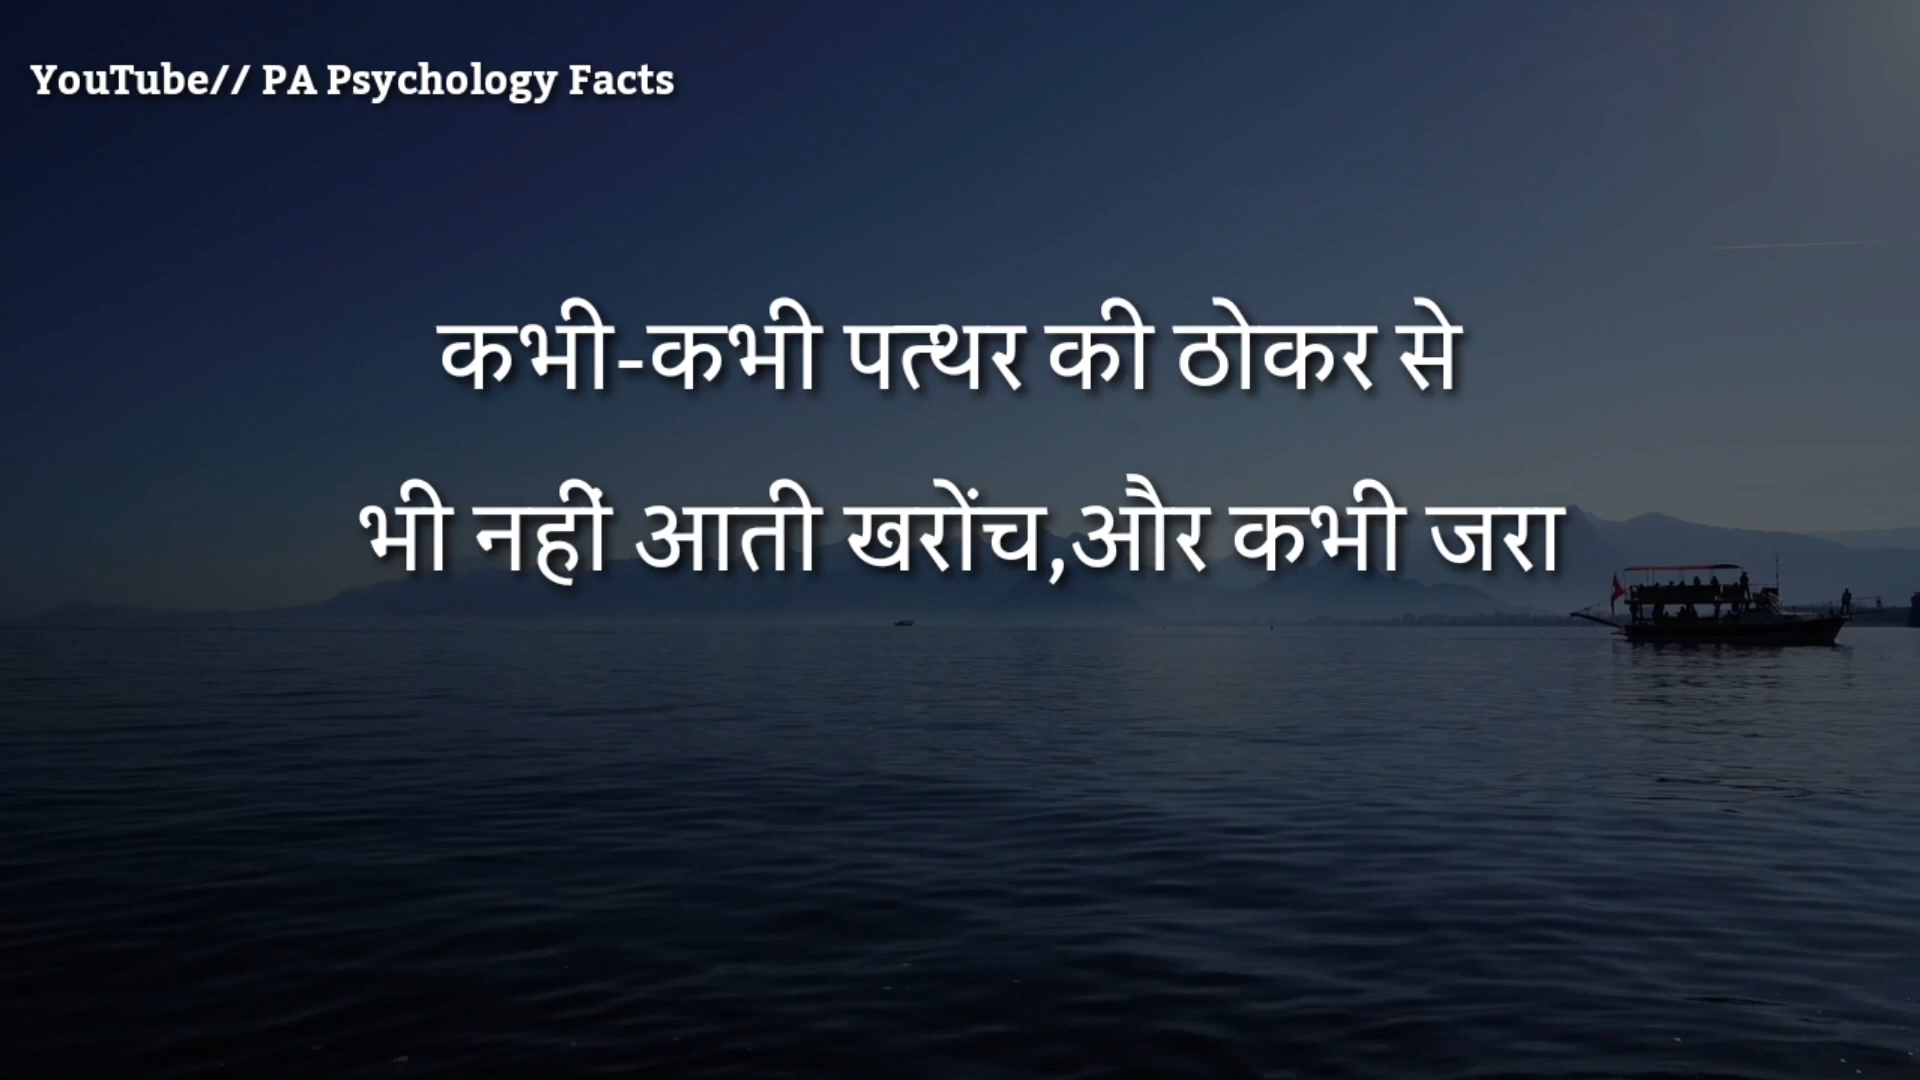 YouTube// PA Psychology Facts
कभी-कभी पत्थर की ठोकर से
भी नहीं आती खरोंच,और कभी जरा